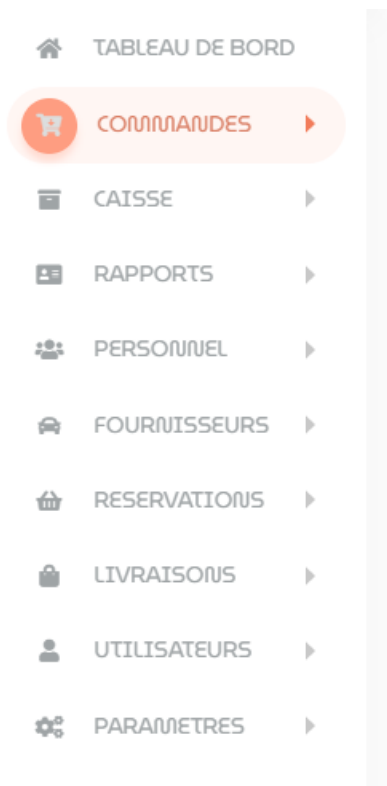 TABLEAU DE BORD
COMMANDES
CAISSE
RAPPORTS
PERSONNEL
FOURNISSEURS
RESERVATIONS
LIVRAISONS
UTILISATEURS
PARAMETRES